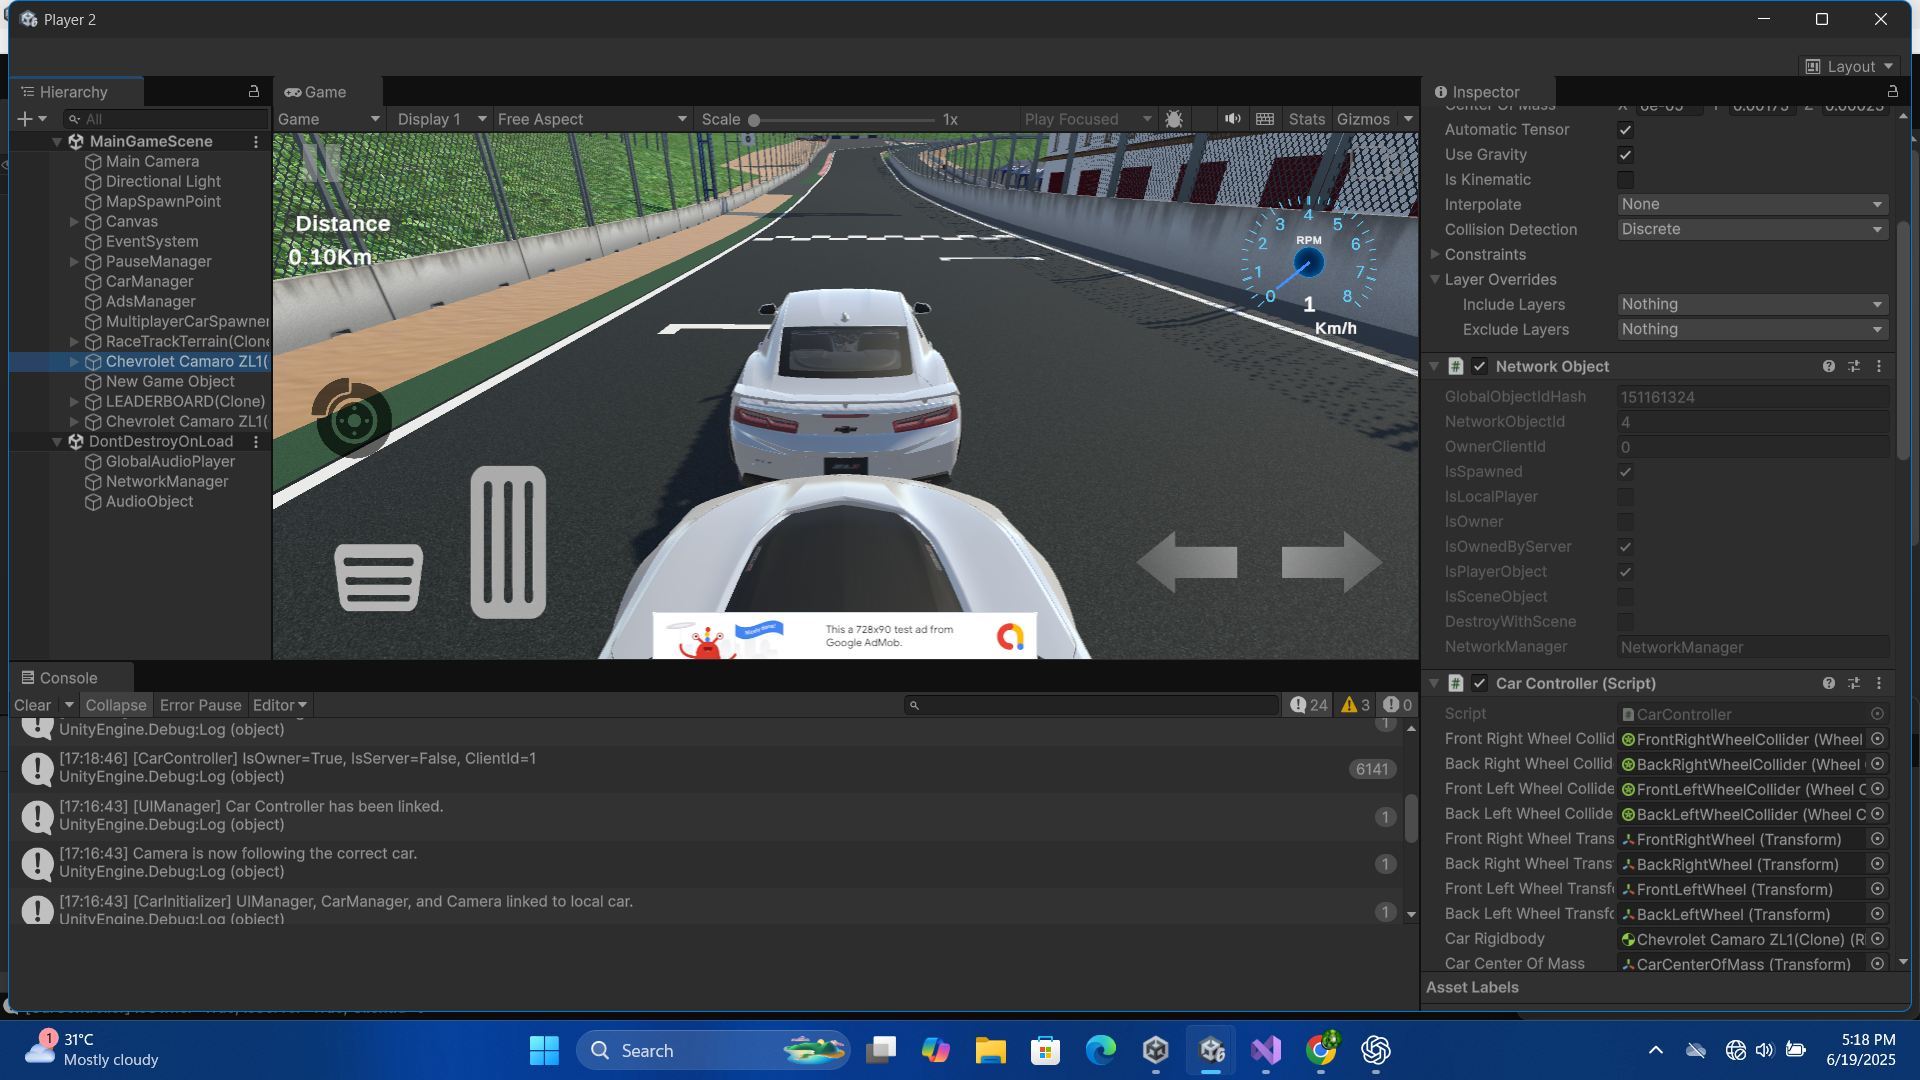 Player 2
Layout
Hierarchy
All
MainGameScene
Main Camera
Directional Light
MapSpawnPoint
Canvas
EventSystem
PauseManager
CarManager
AdsManager
MultiplayerCarSpawner
RaceTrackTerrain(Clone
Chevrolet Camaro ZL1(
New Game Object
LEADERBOARD(Clone)
Chevrolet Camaro ZL1(
DontDestroyOnLoad
GlobalAudioPlayer
NetworkManager
AudioObject
Game
Game Display 1 Free Aspect Scale 1x Play Focused Stats Gizmos
Distance
0.10Km
0 1 2 3 4 5 6 7 8
RPM
1
Km/h
This a 728x90 test ad from
Google AdMob.
Console
Clear Collapse Error Pause Editor 24 3 0
UnityEngine.Debug:Log (object) 1
[17:18:46] [CarController] IsOwner=True, IsServer=False, ClientId=1
UnityEngine.Debug:Log (object) 6141
[17:16:43] [UIManager] Car Controller has been linked.
UnityEngine.Debug:Log (object) 1
[17:16:43] Camera is now following the correct car.
UnityEngine.Debug:Log (object) 1
[17:16:43] [CarInitializer] UIManager, CarManager, and Camera linked to local car.
UnityEngine.Debug:Log (object) 1
Inspector
Center Of Mass X Y Z
Automatic Tensor
Use Gravity
Is Kinematic
Interpolate None
Collision Detection Discrete
Constraints
Layer Overrides
Include Layers Nothing
Exclude Layers Nothing
# Network Object
GlobalObjectIdHash 151161324
NetworkObjectId 4
OwnerClientId 0
IsSpawned
IsLocalPlayer
IsOwner
IsOwnedByServer
IsPlayerObject
IsSceneObject
DestroyWithScene
NetworkManager NetworkManager
# Car Controller (Script)
Script CarController
Front Right Wheel Collid FrontRightWheelCollider (Wheel
Back Right Wheel Collid BackRightWheelCollider (Wheel
Front Left Wheel Collide FrontLeftWheelCollider (Wheel C
Back Left Wheel Collide BackLeftWheelCollider (Wheel C
Front Right Wheel Trans FrontRightWheel (Transform)
Back Right Wheel Trans BackRightWheel (Transform)
Front Left Wheel Transf FrontLeftWheel (Transform)
Back Left Wheel Transfo BackLeftWheel (Transform)
Car Rigidbody Chevrolet Camaro ZL1(Clone) (R
Car Center Of Mass CarCenterOfMass (Transform)
Asset Labels
1
31°C
Mostly cloudy
Search
5:18 PM
6/19/2025